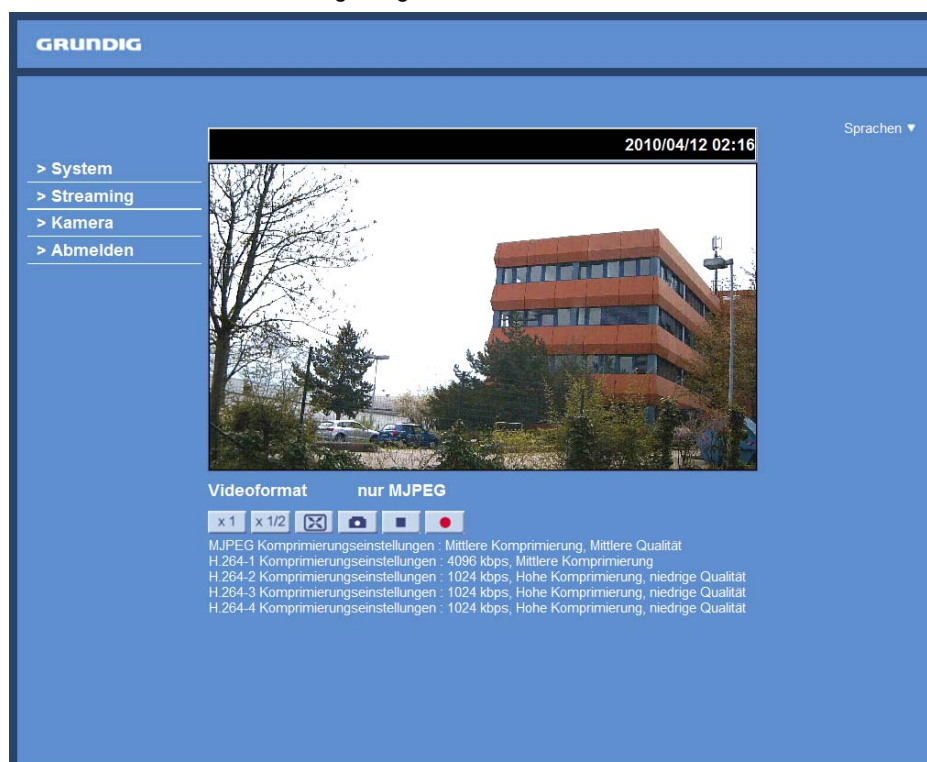 GRUNDIG
Sprachen ▼
2010/04/12 02:16
> System
> Streaming
> Kamera
> Abmelden
Videoformat nur MJPEG
x 1 x 1/2
MJPEG Komprimierungseinstellungen : Mittlere Komprimierung, Mittlere Qualität
H.264-1 Komprimierungseinstellungen : 4096 kbps, Mittlere Komprimierung
H.264-2 Komprimierungseinstellungen : 1024 kbps, Hohe Komprimierung, niedrige Qualität
H.264-3 Komprimierungseinstellungen : 1024 kbps, Hohe Komprimierung, niedrige Qualität
H.264-4 Komprimierungseinstellungen : 1024 kbps, Hohe Komprimierung, niedrige Qualität